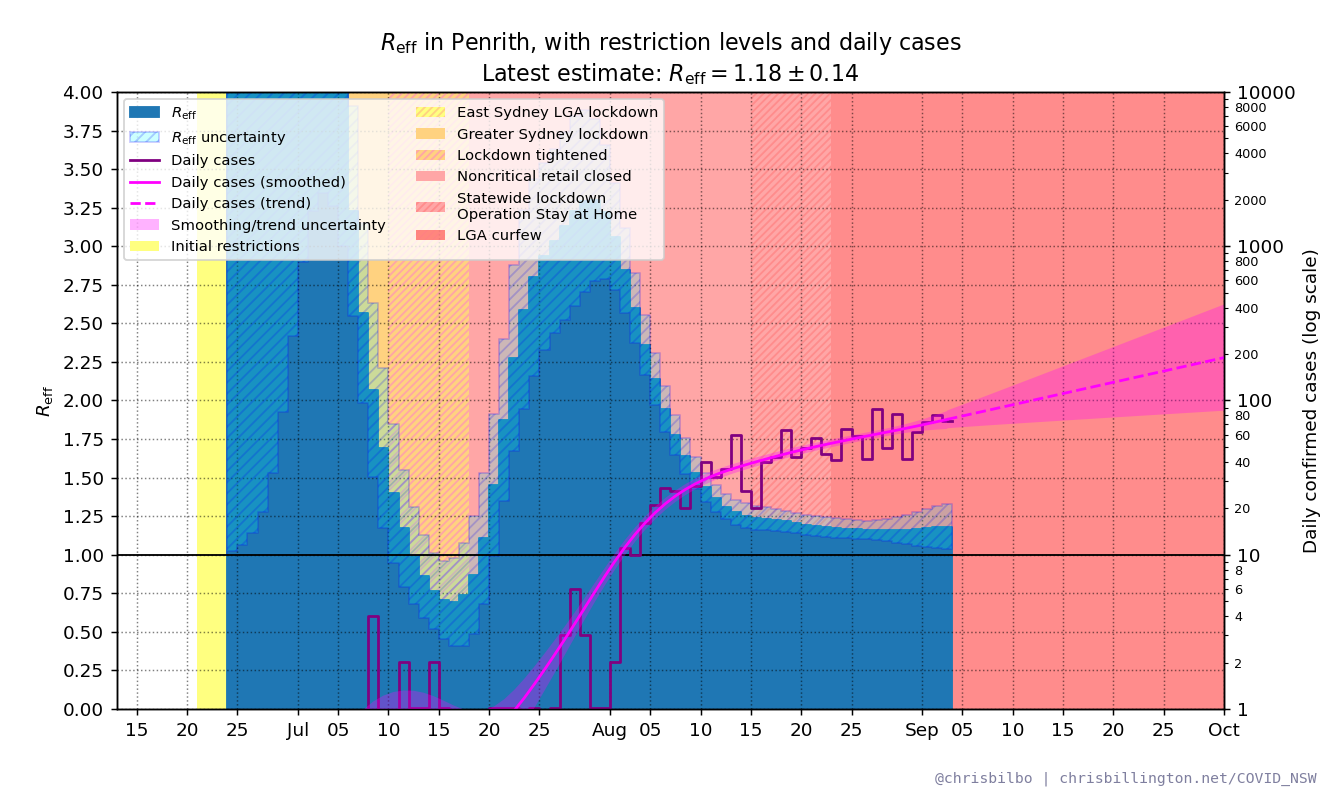 Reff in Penrith, with restriction levels and daily cases
Latest estimate: Reff = 1.18 ± 0.14
Reff
Reff uncertainty
Daily cases
Daily cases (smoothed)
Daily cases (trend)
Smoothing/trend uncertainty
Initial restrictions
East Sydney LGA lockdown
Greater Sydney lockdown
Lockdown tightened
Noncritical retail closed
Statewide lockdown
Operation Stay at Home
LGA curfew
Reff
4.00
3.75
3.50
3.25
3.00
2.75
2.50
2.25
2.00
1.75
1.50
1.25
1.00
0.75
0.50
0.25
0.00
10000
8000
6000
4000
2000
1000
800
600
400
200
100
80
60
40
20
10
8
6
4
2
1
Daily confirmed cases (log scale)
15 20 25 Jul 05 10 15 20 25 Aug 05 10 15 20 25 Sep 05 10 15 20 25 Oct
@chrisbilbo | chrisbillington.net/COVID_NSW